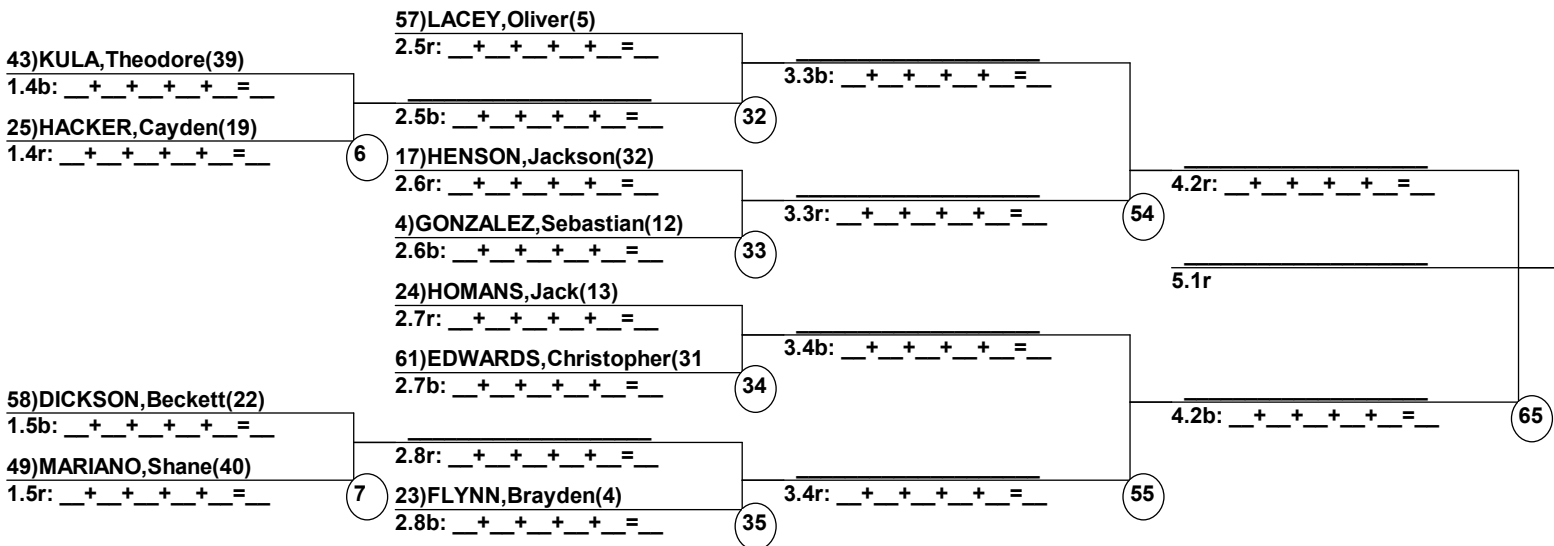 57)LACEY,Oliver(5)
2.5r: __+__+__+__+__=__
43)KULA,Theodore(39)
1.4b: __+__+__+__+__=__
3.3b: __+__+__+__+__=__
2.5b: __+__+__+__+__=__
32
25)HACKER,Cayden(19)
1.4r: __+__+__+__+__=__
6
17)HENSON,Jackson(32)
2.6r: __+__+__+__+__=__
4.2r: __+__+__+__+__=__
3.3r: __+__+__+__+__=__
54
4)GONZALEZ,Sebastian(12)
2.6b: __+__+__+__+__=__
33
5.1r
24)HOMANS,Jack(13)
2.7r: __+__+__+__+__=__
3.4b: __+__+__+__+__=__
61)EDWARDS,Christopher(31
2.7b: __+__+__+__+__=__
34
58)DICKSON,Beckett(22)
1.5b: __+__+__+__+__=__
4.2b: __+__+__+__+__=__
65
2.8r: __+__+__+__+__=__
49)MARIANO,Shane(40)
1.5r: __+__+__+__+__=__
7
23)FLYNN,Brayden(4)
2.8b: __+__+__+__+__=__
35
3.4r: __+__+__+__+__=__
55